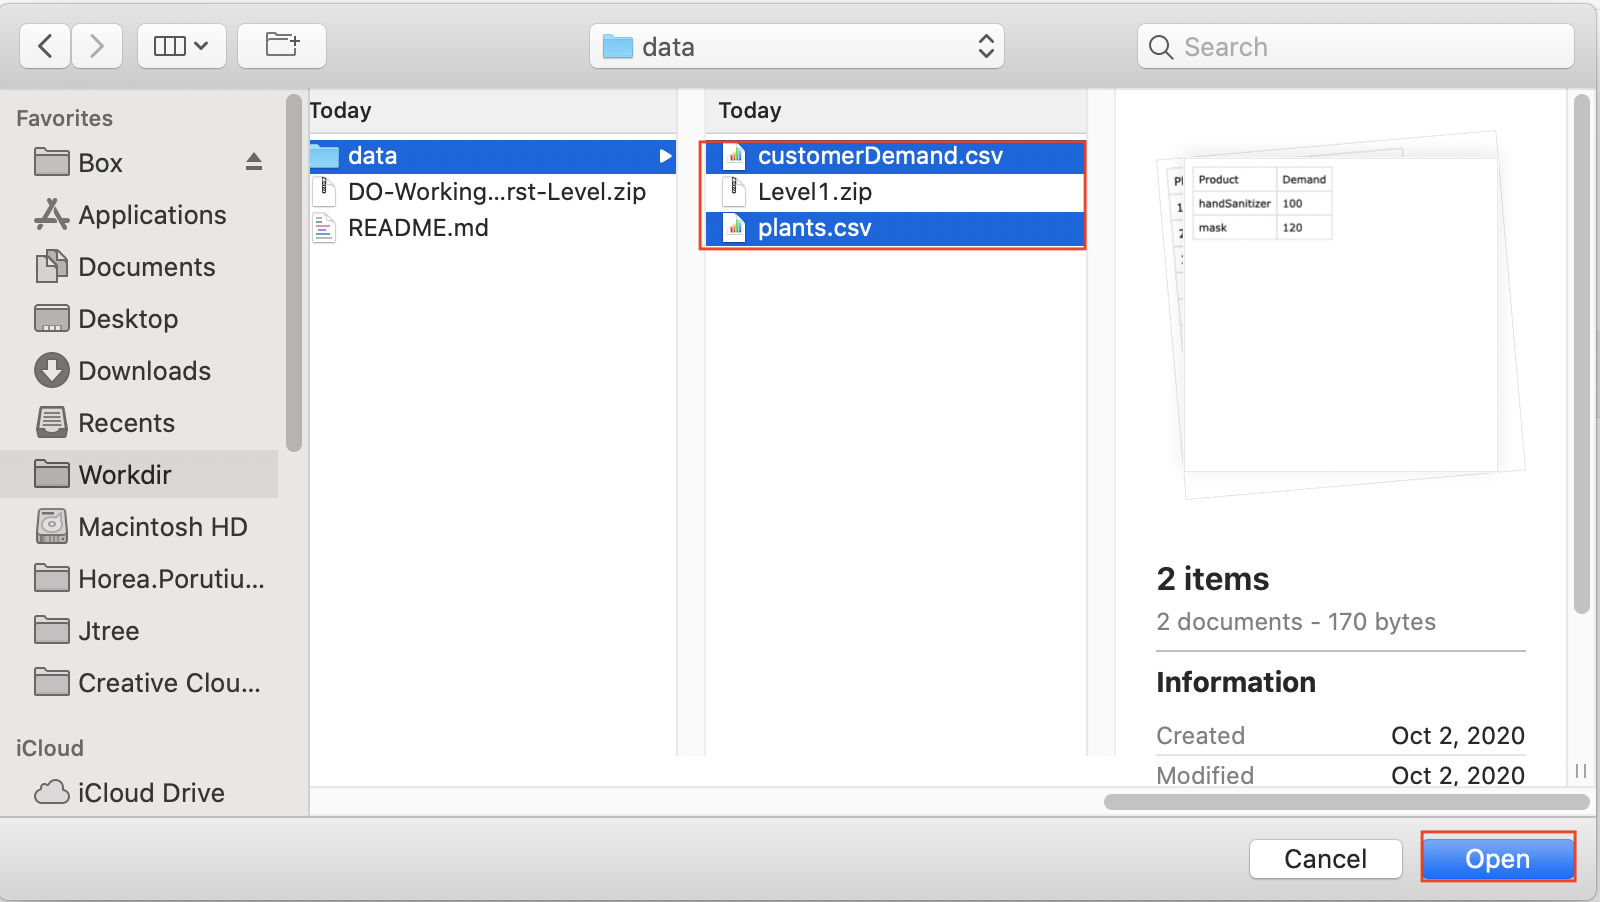 data
Search
Favorites
Box
Applications
Documents
Desktop
Downloads
Recents
Workdir
Macintosh HD
Horea.Porutiu...
Jtree
Creative Clou...
iCloud
iCloud Drive
Today
data
DO-Working...rst-Level.zip
README.md
Today
customerDemand.csv
Level1.zip
plants.csv
Product Demand
handSanitizer 100
mask 120
2 items
2 documents - 170 bytes
Information
Created Oct 2, 2020
Modified Oct 2, 2020
Cancel
Open